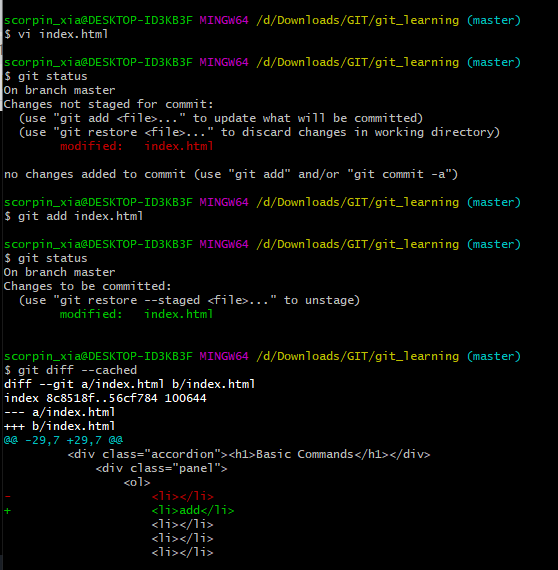 scorpin_xia@DESKTOP-ID3KB3F MINGW64 /d/Downloads/GIT/git_learning (master)
$ vi index.html
scorpin_xia@DESKTOP-ID3KB3F MINGW64 /d/Downloads/GIT/git_learning (master)
$ git status
On branch master
Changes not staged for commit:
  (use "git add <file>..." to update what will be committed)
  (use "git restore <file>..." to discard changes in working directory)
        modified:   index.html
no changes added to commit (use "git add" and/or "git commit -a")
scorpin_xia@DESKTOP-ID3KB3F MINGW64 /d/Downloads/GIT/git_learning (master)
$ git add index.html
scorpin_xia@DESKTOP-ID3KB3F MINGW64 /d/Downloads/GIT/git_learning (master)
$ git status
On branch master
Changes to be committed:
  (use "git restore --staged <file>..." to unstage)
        modified:   index.html
scorpin_xia@DESKTOP-ID3KB3F MINGW64 /d/Downloads/GIT/git_learning (master)
$ git diff --cached
diff --git a/index.html b/index.html
index 8c8518f..56cf784 100644
--- a/index.html
+++ b/index.html
@@ -29,7 +29,7 @@
         <div class="accordion"><h1>Basic Commands</h1></div>
             <div class="panel">
                 <ol>
-                    <li></li>
+                    <li>add</li>
                     <li></li>
                     <li></li>
                     <li></li>